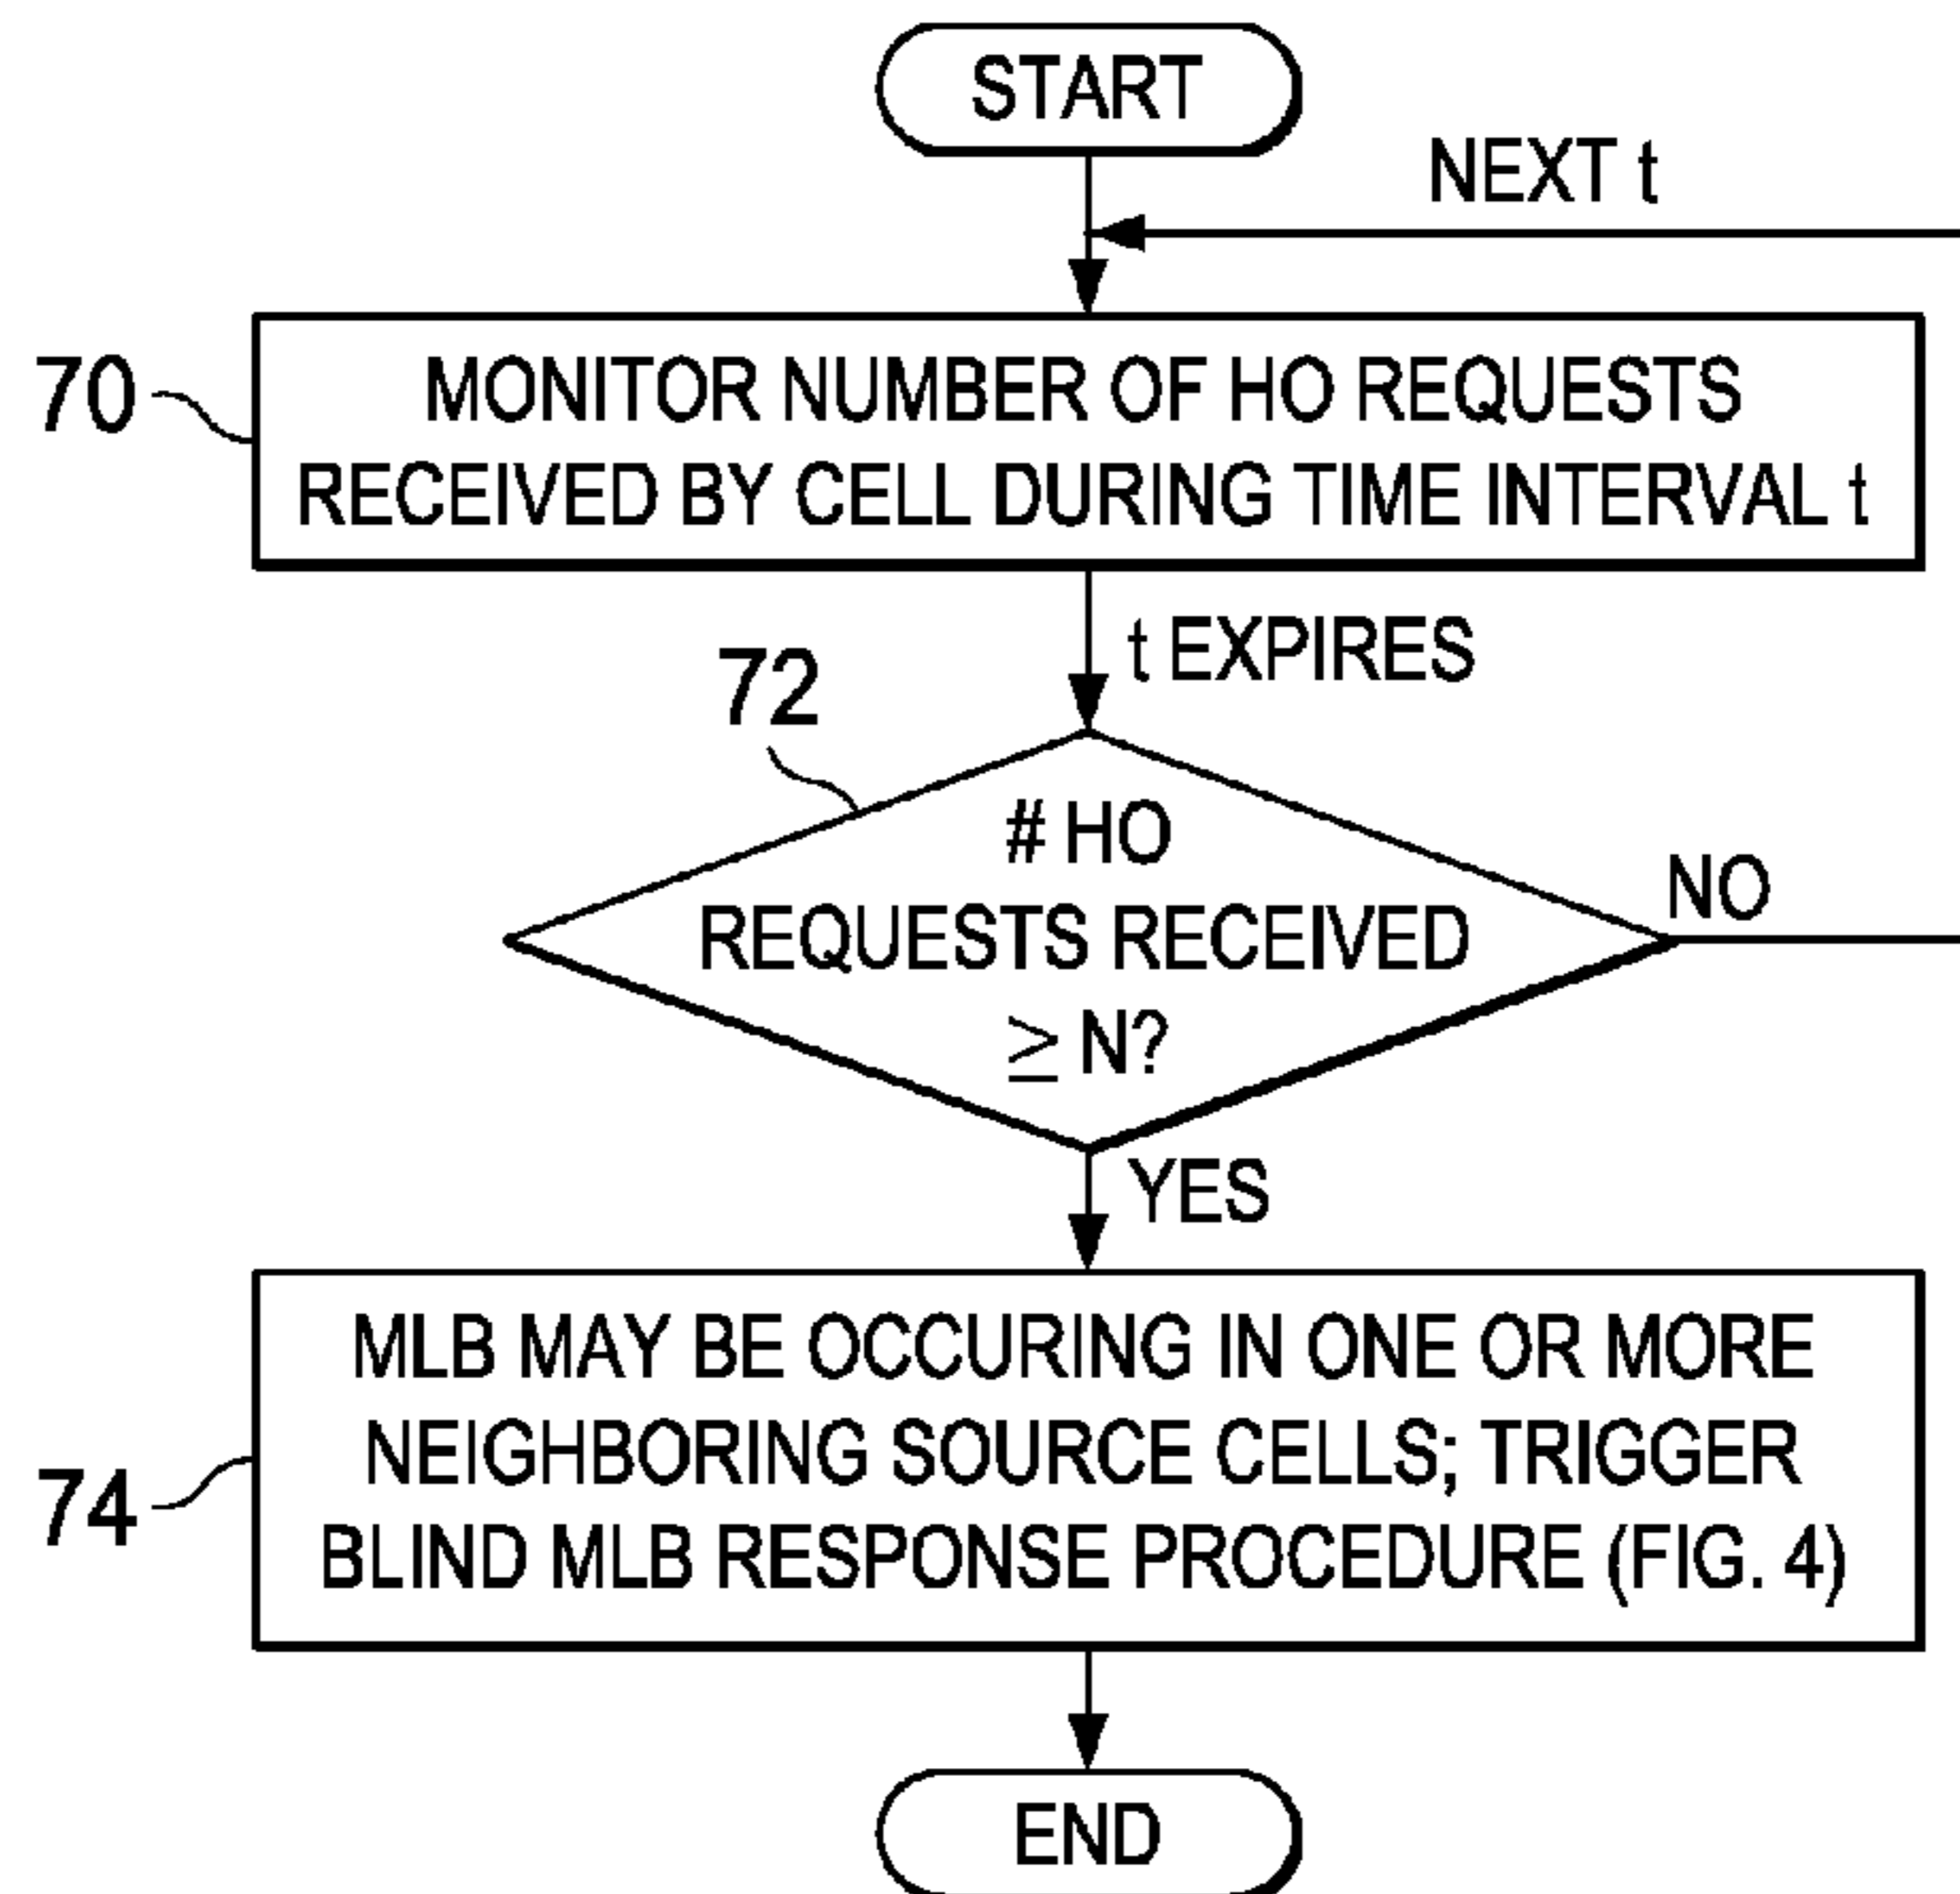 START
NEXT t
70
MONITOR NUMBER OF HO REQUESTS
RECEIVED BY CELL DURING TIME INTERVAL t
t EXPIRES
72
# HO
REQUESTS RECEIVED
≥ N?
NO
YES
74
MLB MAY BE OCCURING IN ONE OR MORE
NEIGHBORING SOURCE CELLS; TRIGGER
BLIND MLB RESPONSE PROCEDURE (FIG. 4)
END